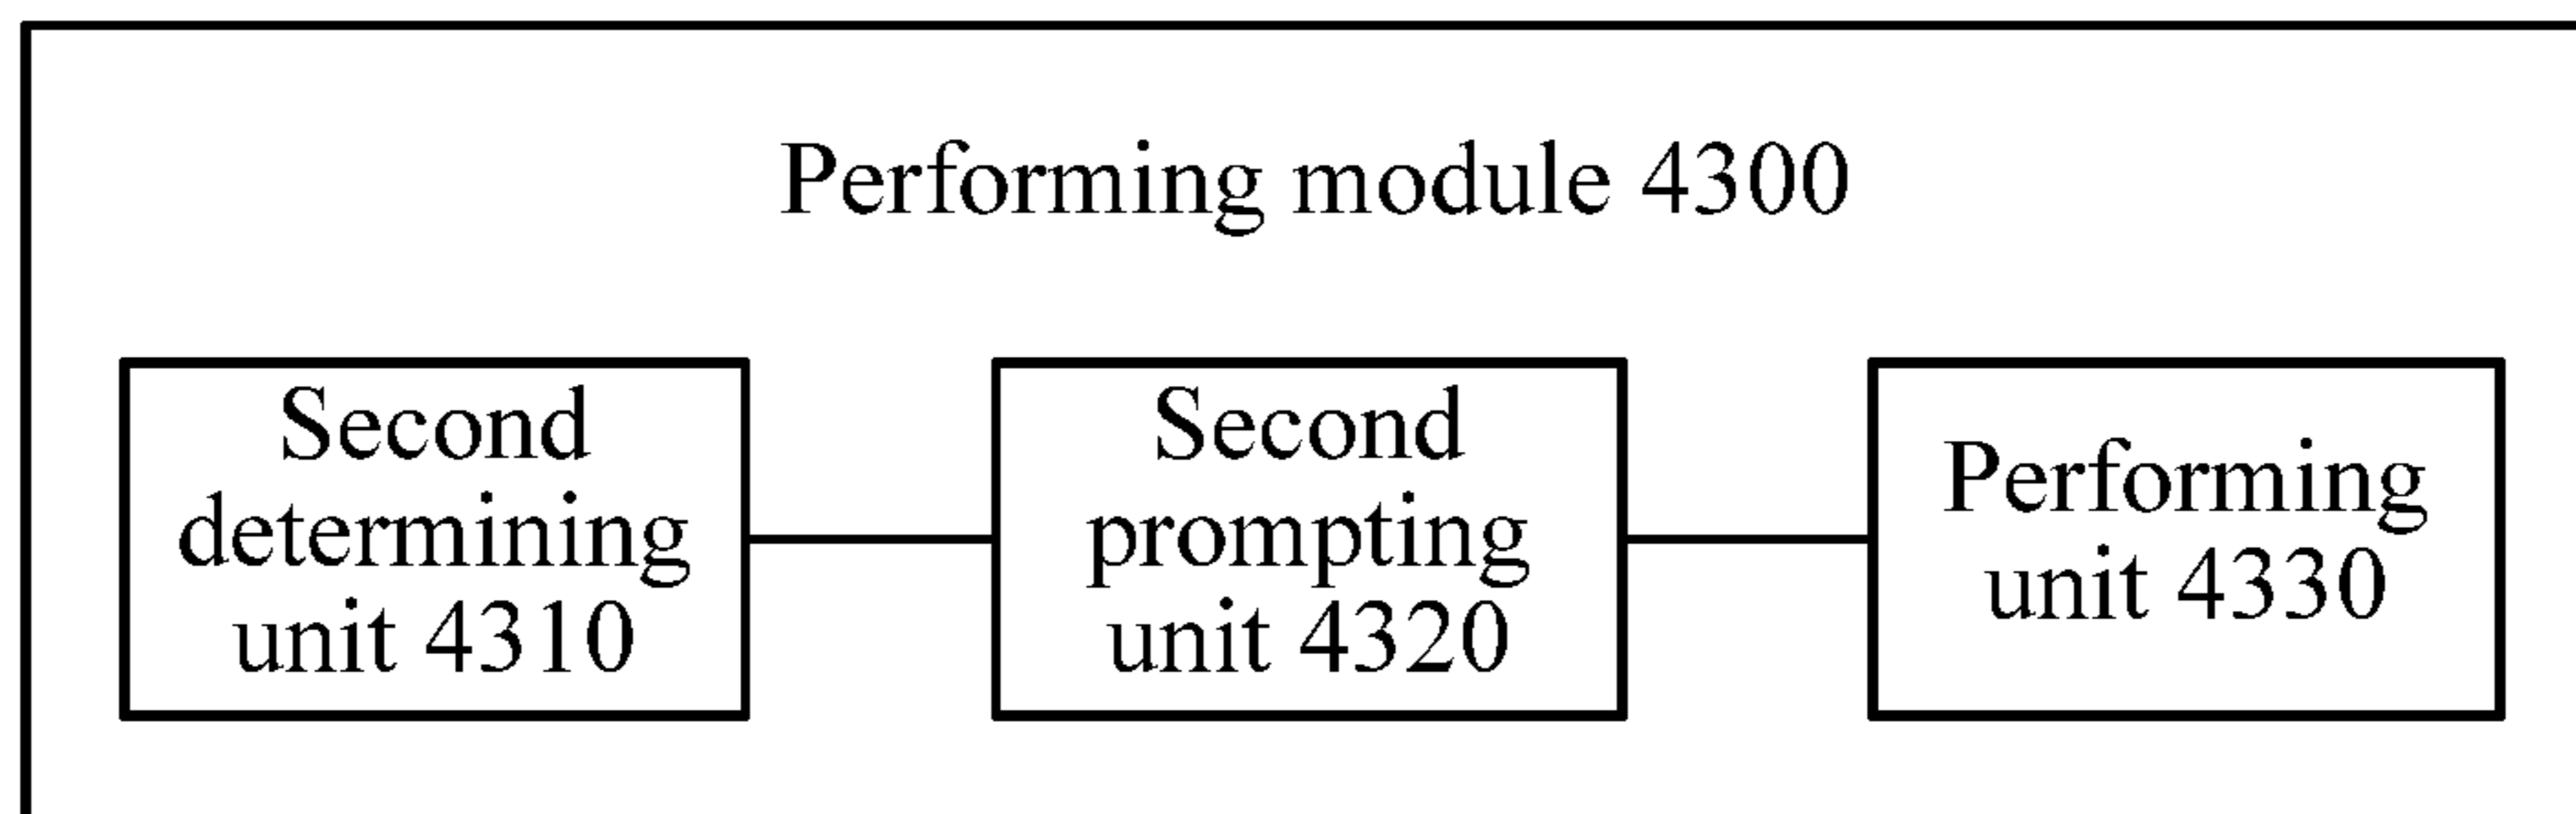 Performing module 4300
Second
determining
unit 4310
Second
prompting
unit 4320
Performing
unit 4330